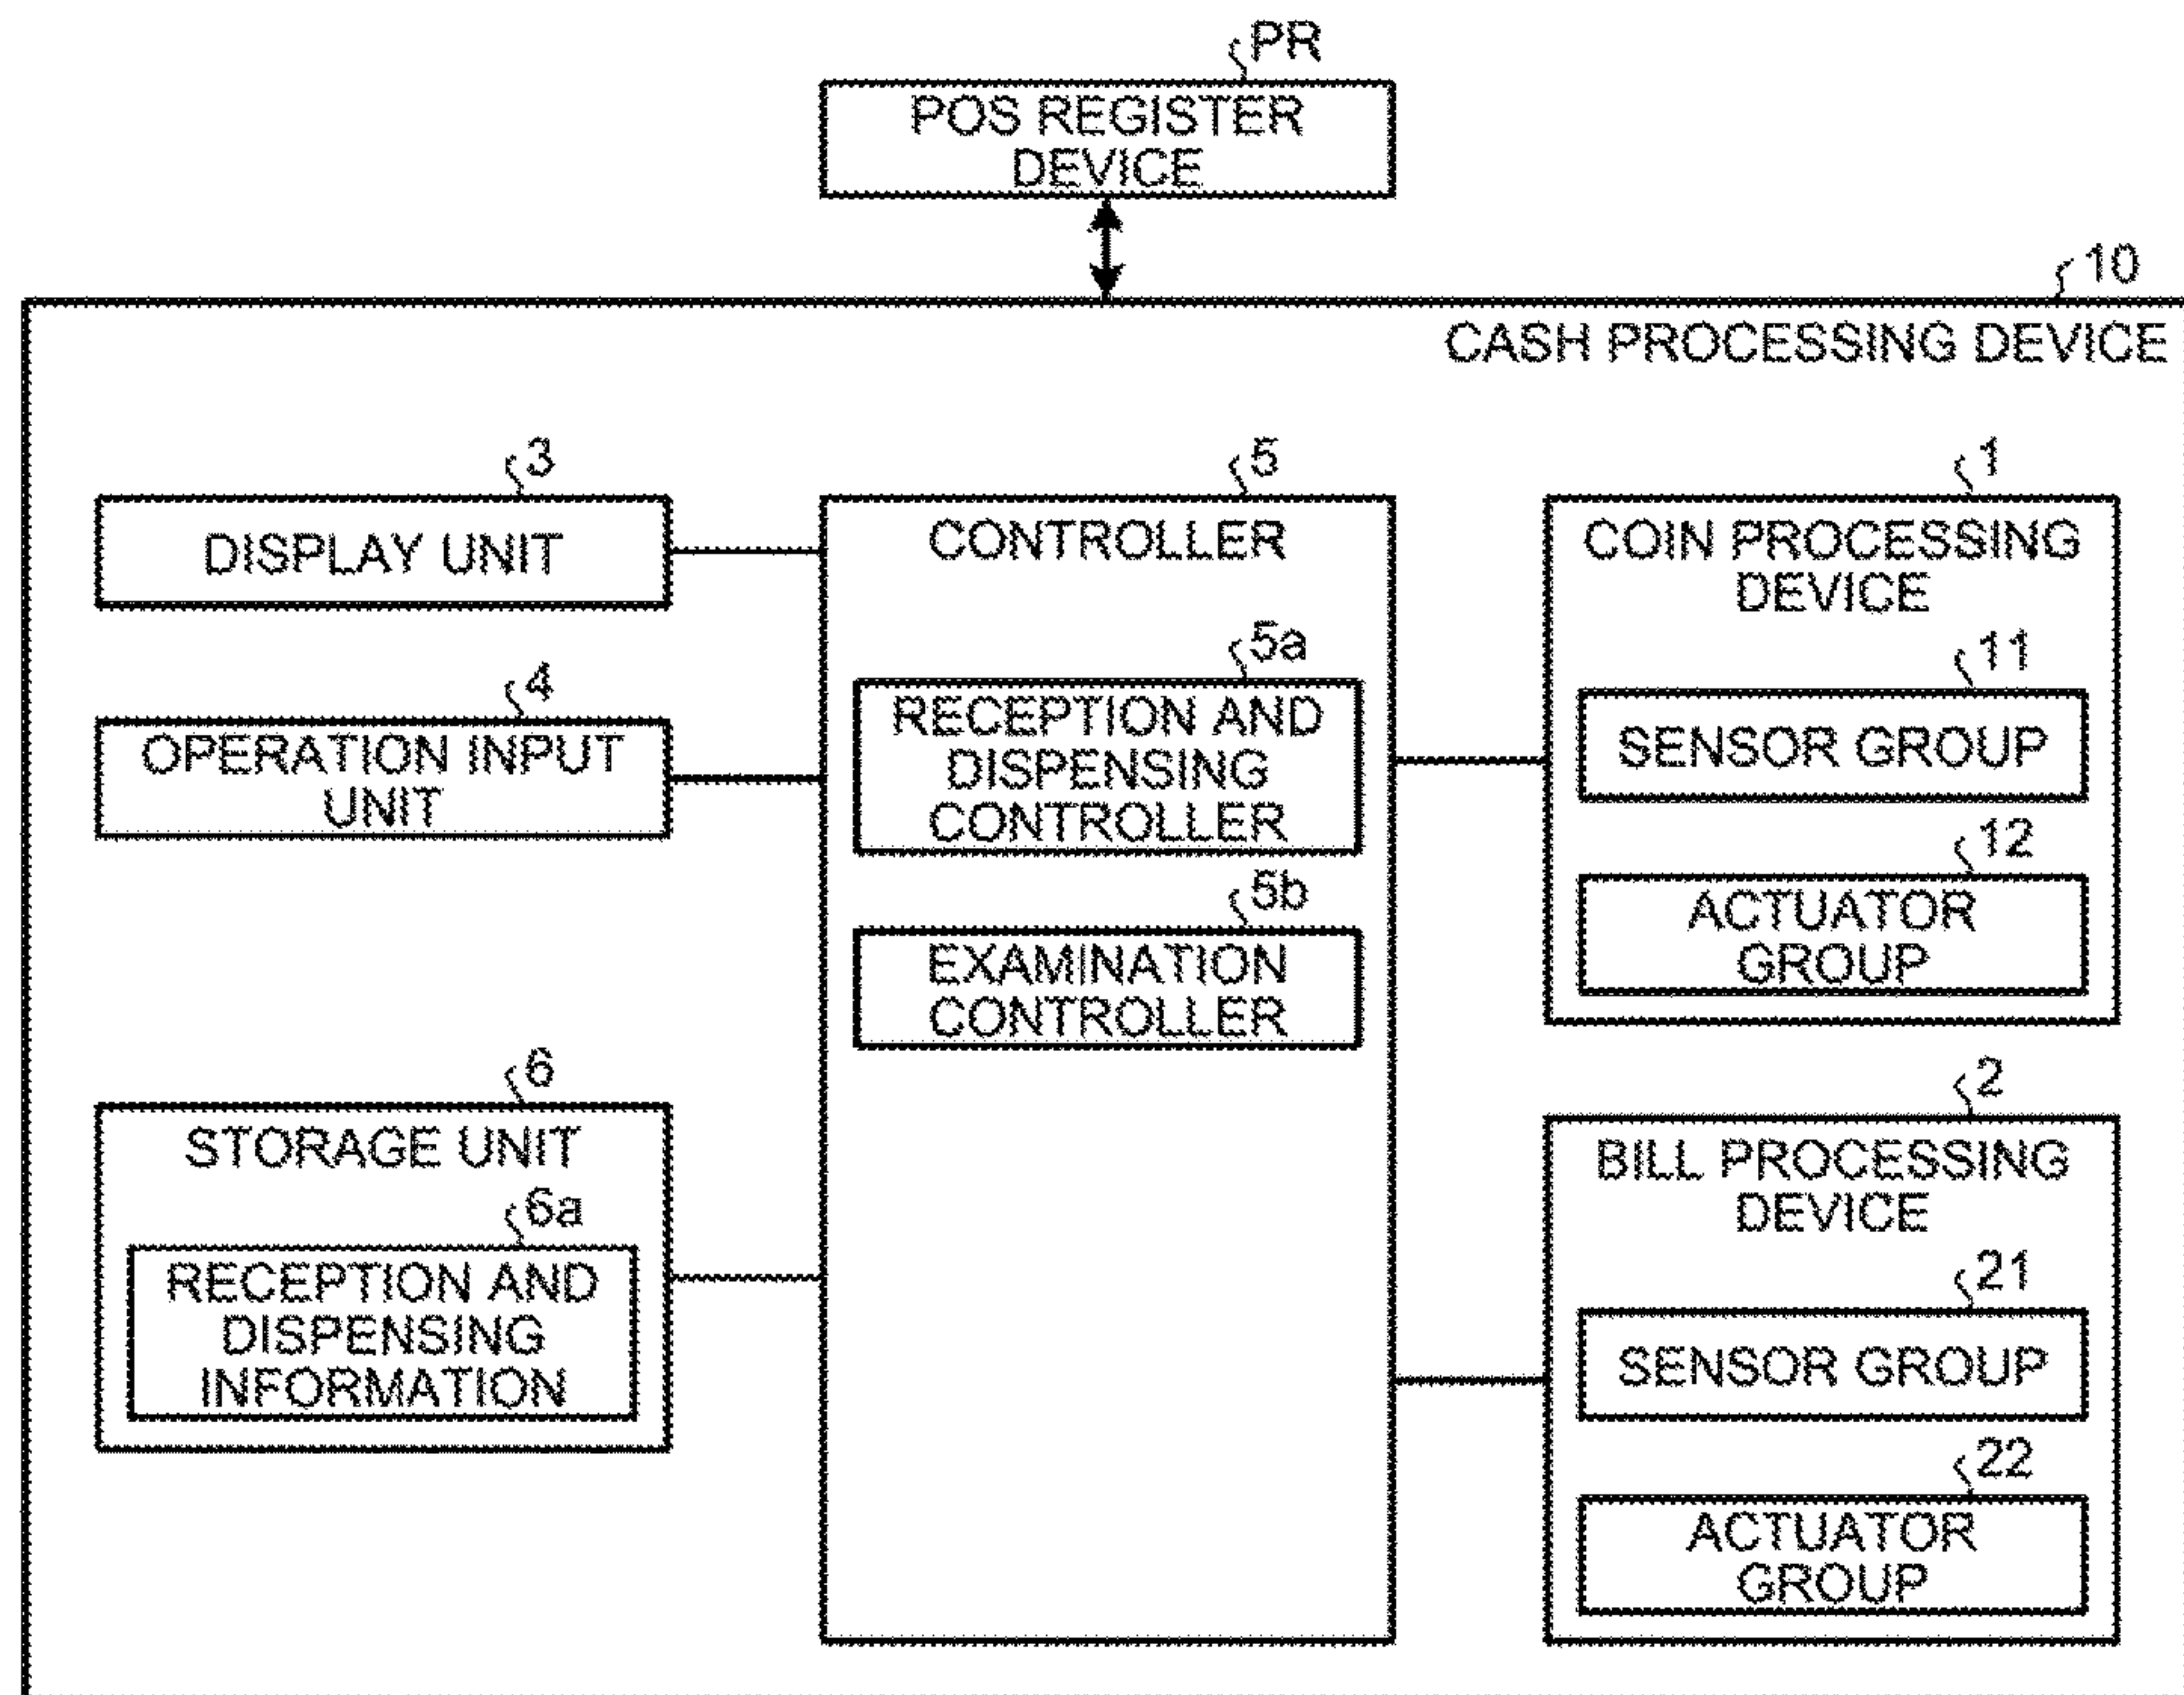 PR
POS REGISTER
DEVICE
10
CASH PROCESSING DEVICE
3
DISPLAY UNIT
4
OPERATION INPUT
UNIT
6
STORAGE UNIT
6a
RECEPTION AND
DISPENSING
INFORMATION
5
CONTROLLER
5a
RECEPTION AND
DISPENSING
CONTROLLER
5b
EXAMINATION
CONTROLLER
1
COIN PROCESSING
DEVICE
11
SENSOR GROUP
12
ACTUATOR
GROUP
2
BILL PROCESSING
DEVICE
21
SENSOR GROUP
22
ACTUATOR
GROUP